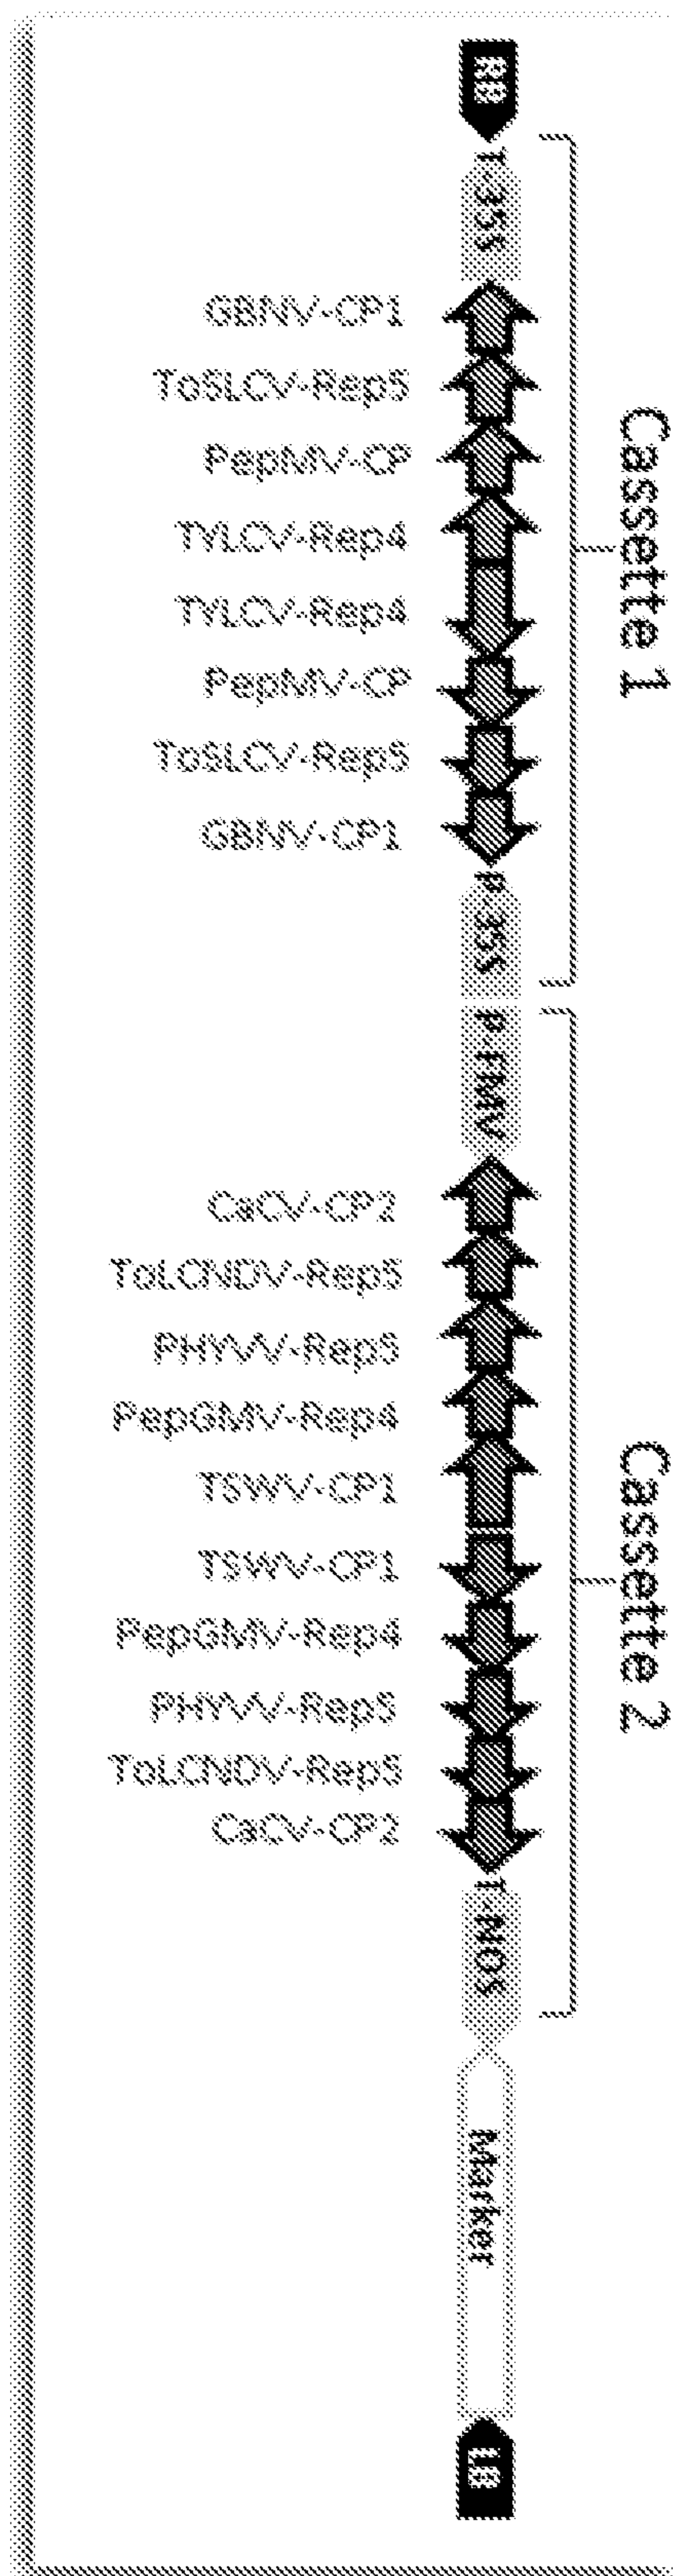 RB
T-35S
Cassette 1
GBNV-CP1
ToSLCV-Rep5
PepMV-CP
TYLCV-Rep4
TYLCV-Rep4
PepMV-CP
ToSLCV-Rep5
GBNV-CP1
P-35S
P-FMV
Cassette 2
CaCV-CP2
ToLCNDV-Rep5
PHYVV-Rep5
PepGMV-Rep4
TSWV-CP1
TSWV-CP1
PepGMV-Rep4
PHYVV-Rep5
ToLCNDV-Rep5
CaCV-CP2
T-NOS
Marker
LB